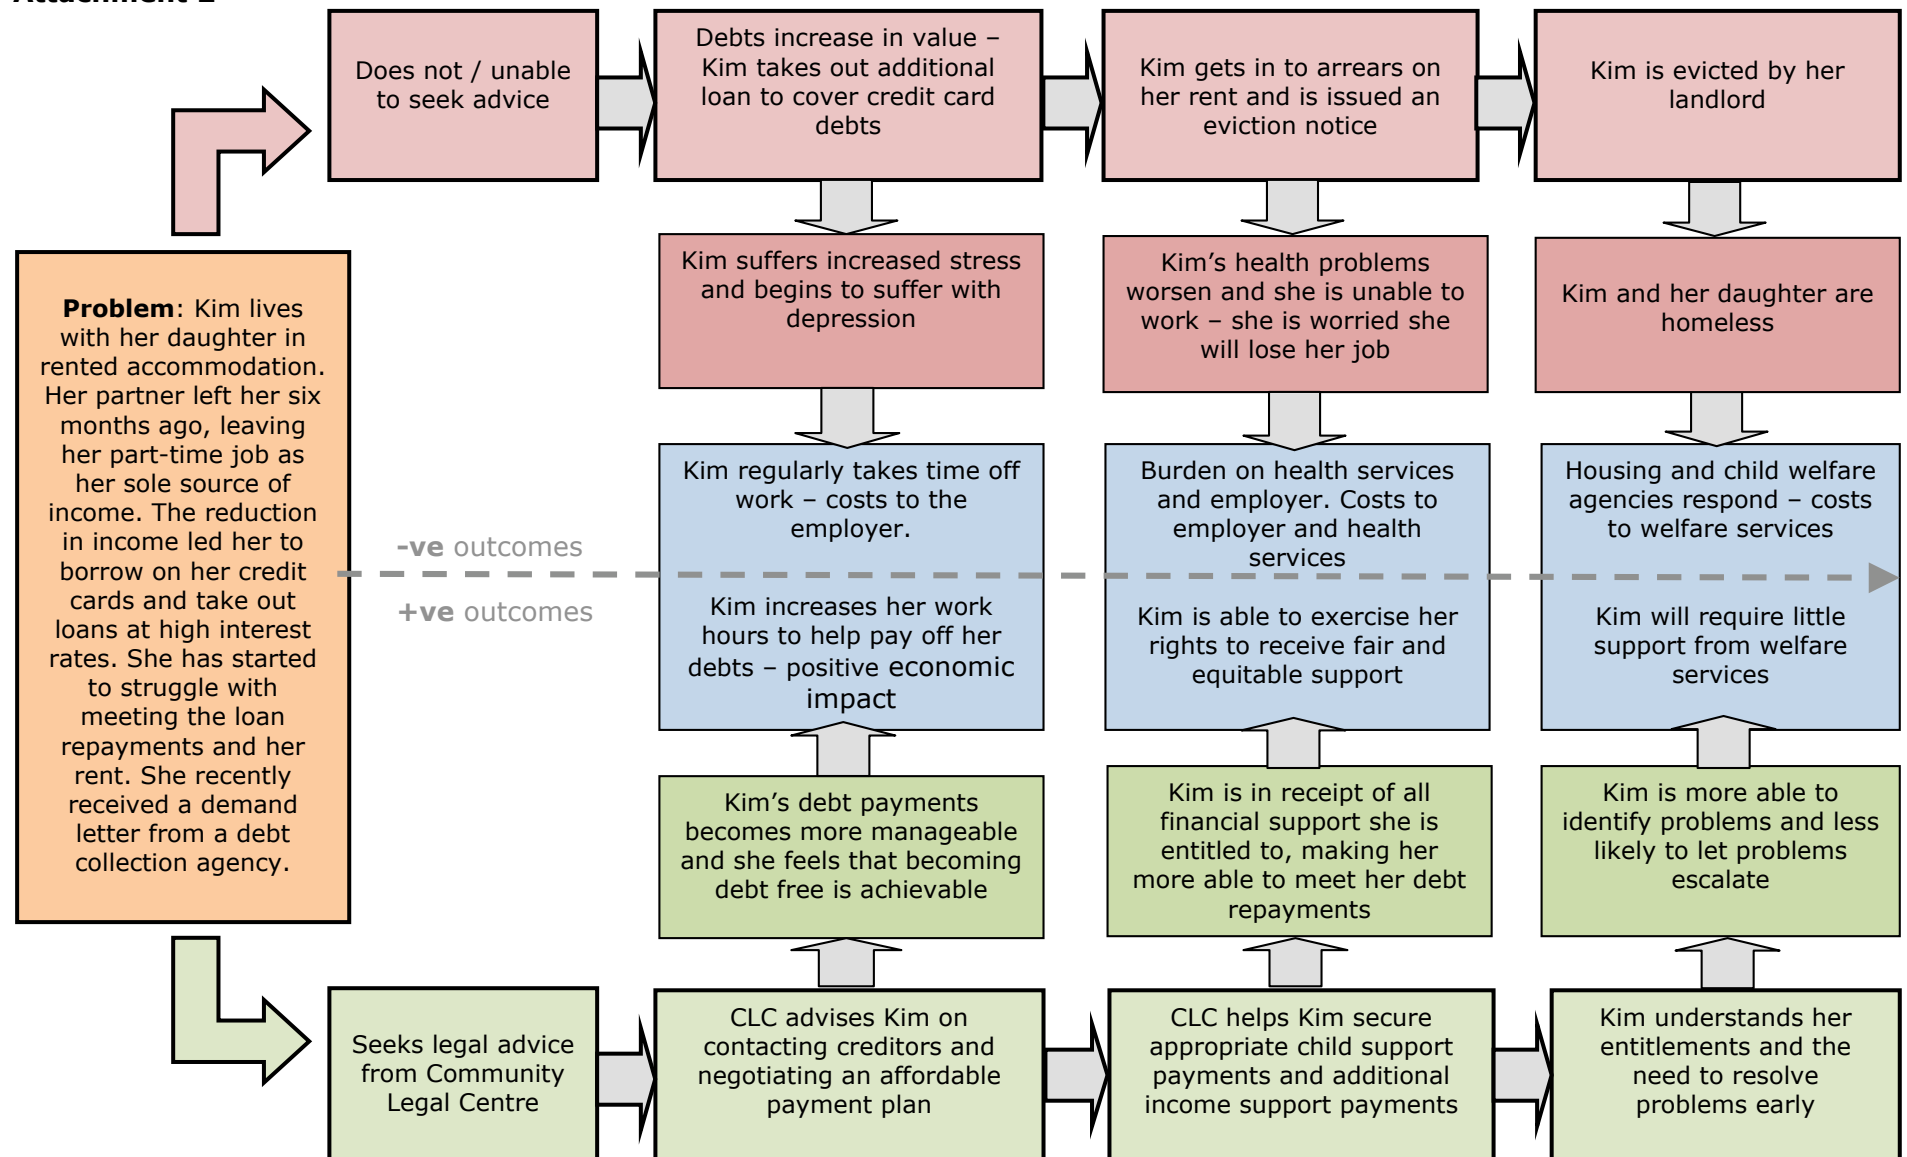 Does not / unable
to seek advice
Debts increase in value –
Kim takes out additional
loan to cover credit card
debts
Kim gets in to arrears on
her rent and is issued an
eviction notice
Kim is evicted by her
landlord
Kim suffers increased stress
and begins to suffer with
depression
Kim’s health problems
worsen and she is unable to
work – she is worried she
will lose her job
Kim and her daughter are
homeless
Problem: Kim lives
with her daughter in
rented accommodation.
Her partner left her six
months ago, leaving
her part-time job as
her sole source of
income. The reduction
in income led her to
borrow on her credit
cards and take out
loans at high interest
rates. She has started
to struggle with
meeting the loan
repayments and her
rent. She recently
received a demand
letter from a debt
collection agency.
Kim regularly takes time off
work – costs to the
employer.
Burden on health services
and employer. Costs to
employer and health
services
Housing and child welfare
agencies respond – costs
to welfare services
-ve outcomes
+ve outcomes
Kim increases her work
hours to help pay off her
debts – positive economic
impact
Kim is able to exercise her
rights to receive fair and
equitable support
Kim will require little
support from welfare
services
Kim’s debt payments
becomes more manageable
and she feels that becoming
debt free is achievable
Kim is in receipt of all
financial support she is
entitled to, making her
more able to meet her debt
repayments
Kim is more able to
identify problems and less
likely to let problems
escalate
Seeks legal advice
from Community
Legal Centre
CLC advises Kim on
contacting creditors and
negotiating an affordable
payment plan
CLC helps Kim secure
appropriate child support
payments and additional
income support payments
Kim understands her
entitlements and the
need to resolve
problems early